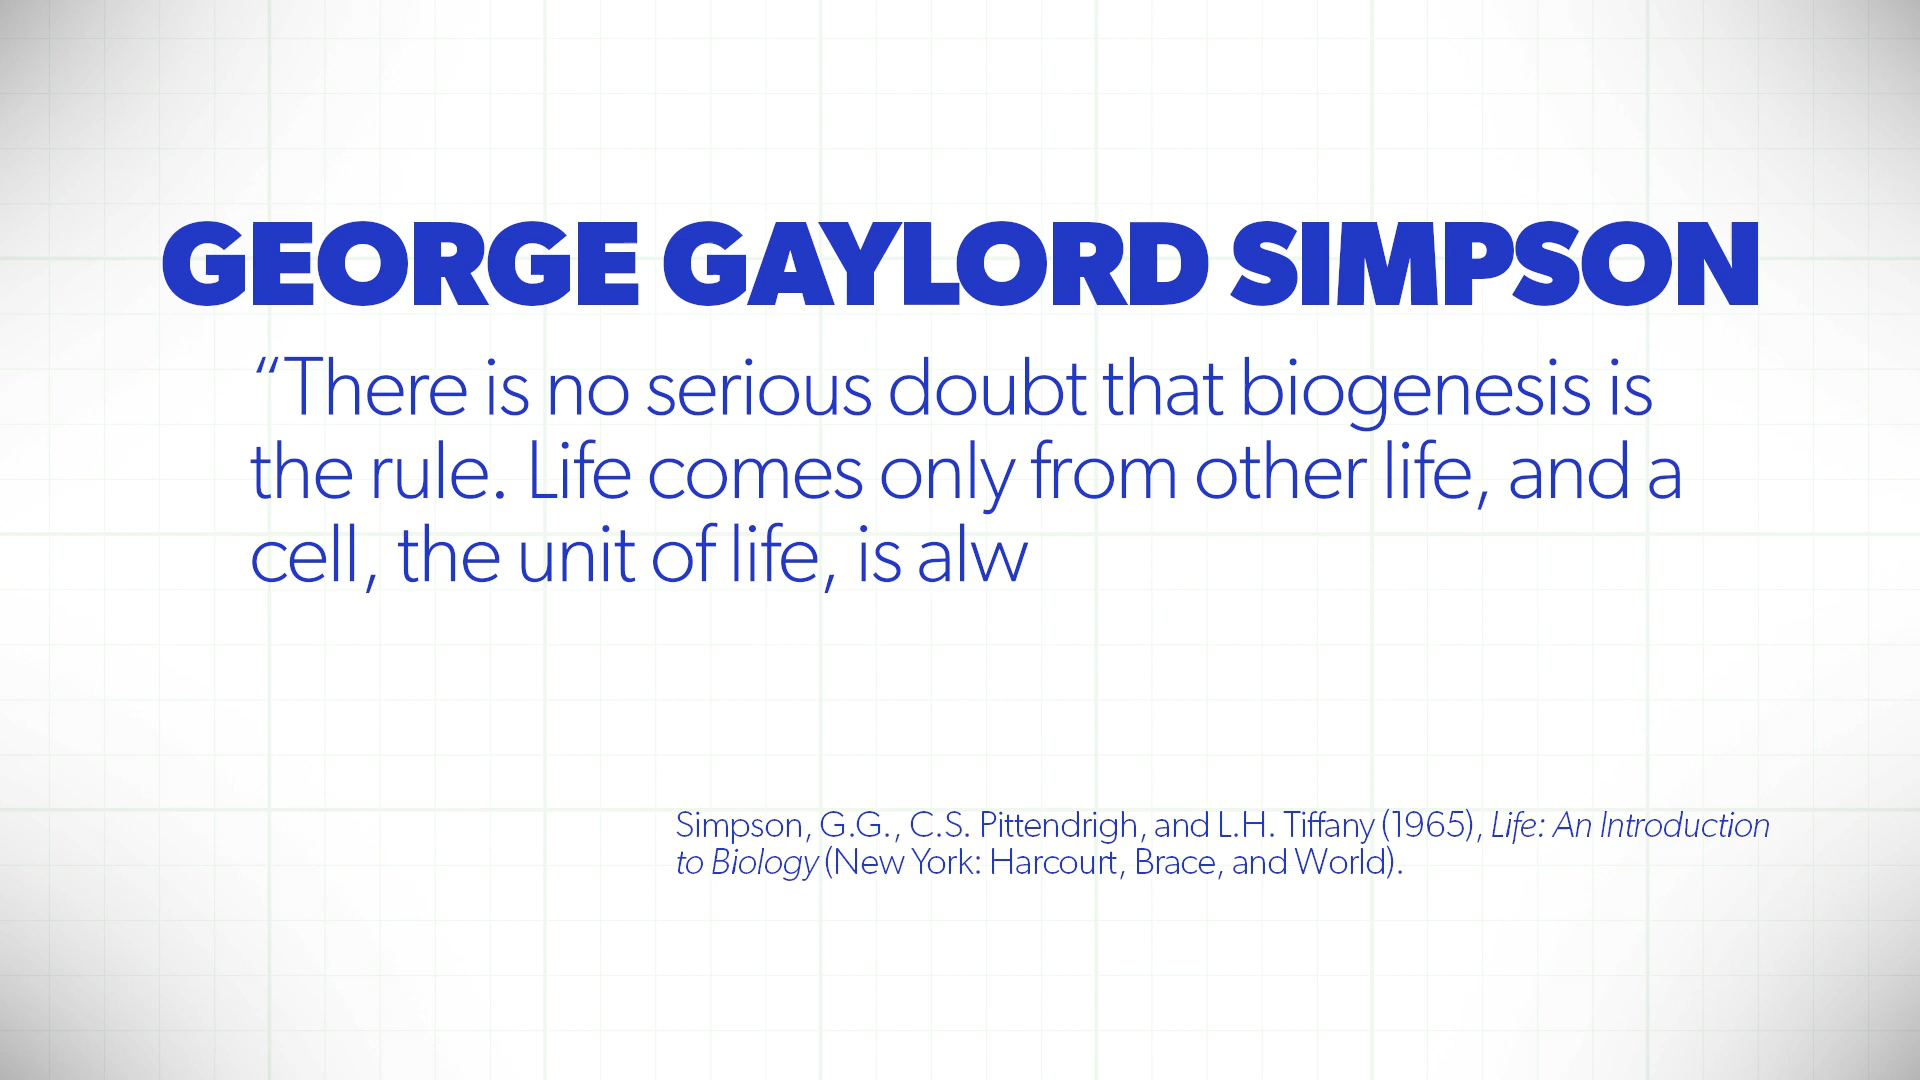 GEORGE GAYLORD SIMPSON
“There is no serious doubt that biogenesis is
the rule. Life comes only from other life, and a
cell, the unit of life, is alw
Simpson, G.G., C.S. Pittendrigh, and L.H. Tiffany (1965), Life: An Introduction
to Biology (New York: Harcourt, Brace, and World).